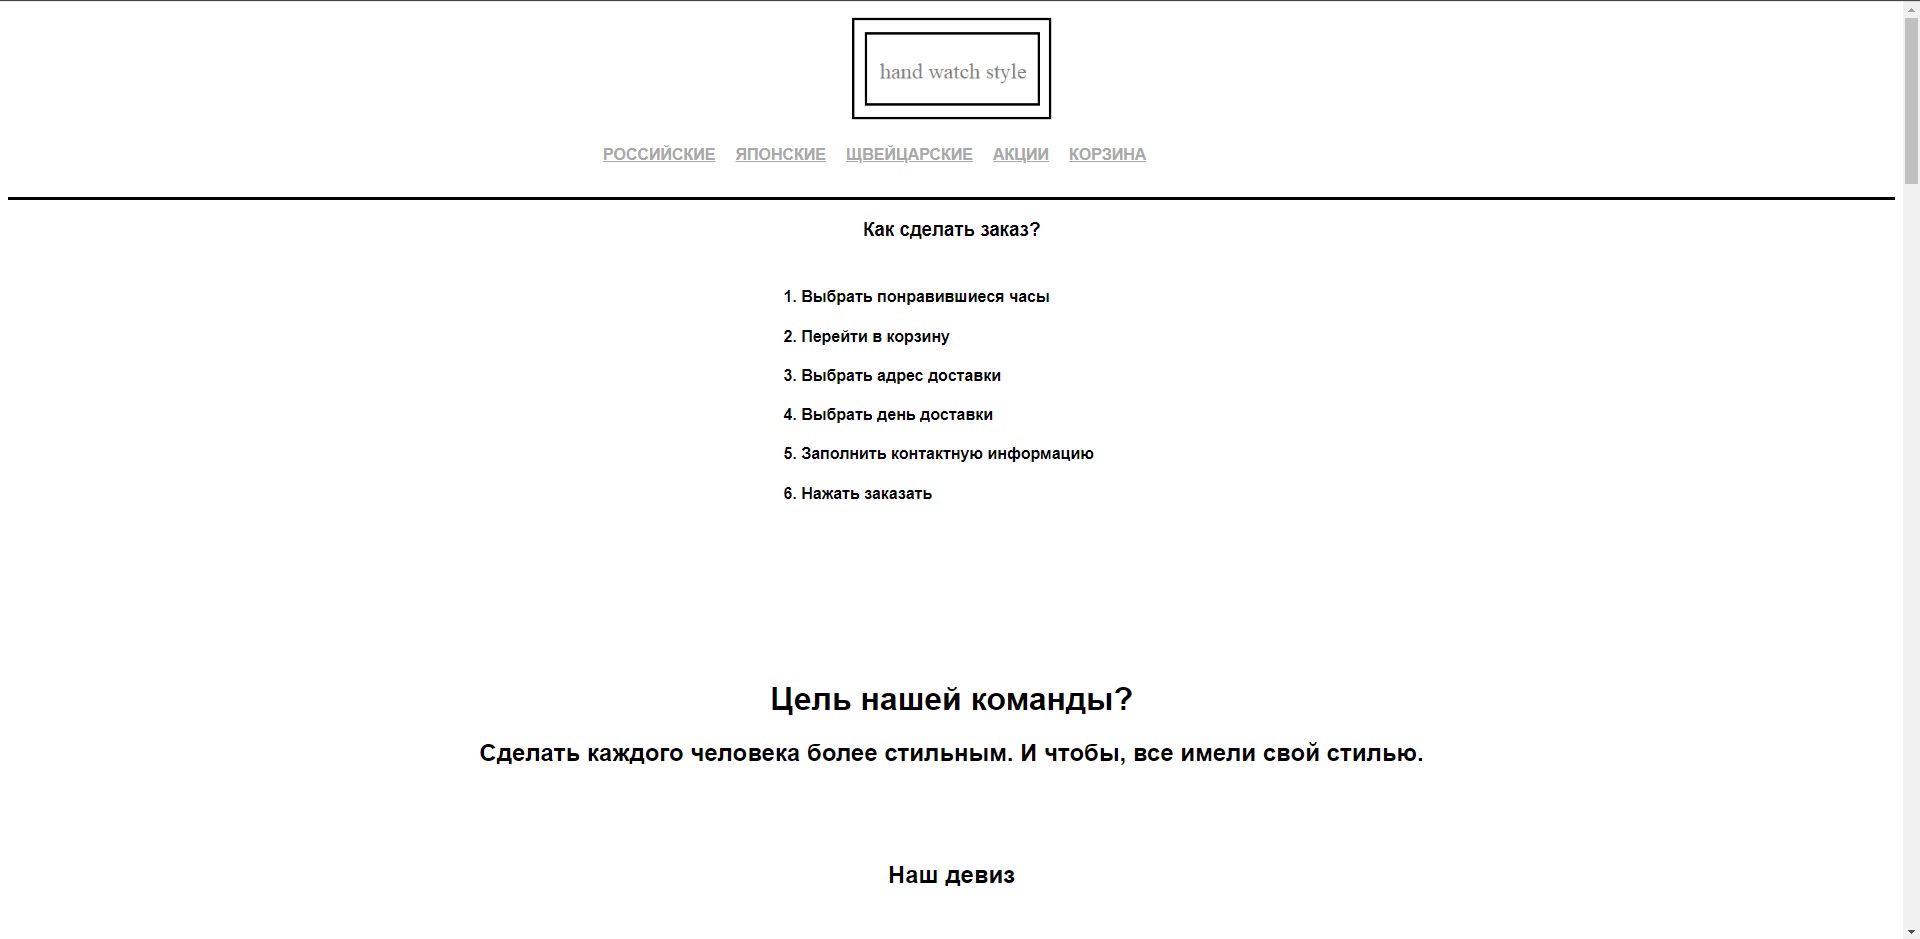 hand watch style
РОССИЙСКИЕ ЯПОНСКИЕ ЩВЕЙЦАРСКИЕ АКЦИИ КОРЗИНА
Как сделать заказ?
1. Выбрать понравившиеся часы
2. Перейти в корзину
3. Выбрать адрес доставки
4. Выбрать день доставки
5. Заполнить контактную информацию
6. Нажать заказать
Цель нашей команды?
Сделать каждого человека более стильным. И чтобы, все имели свой стилью.
Наш девиз